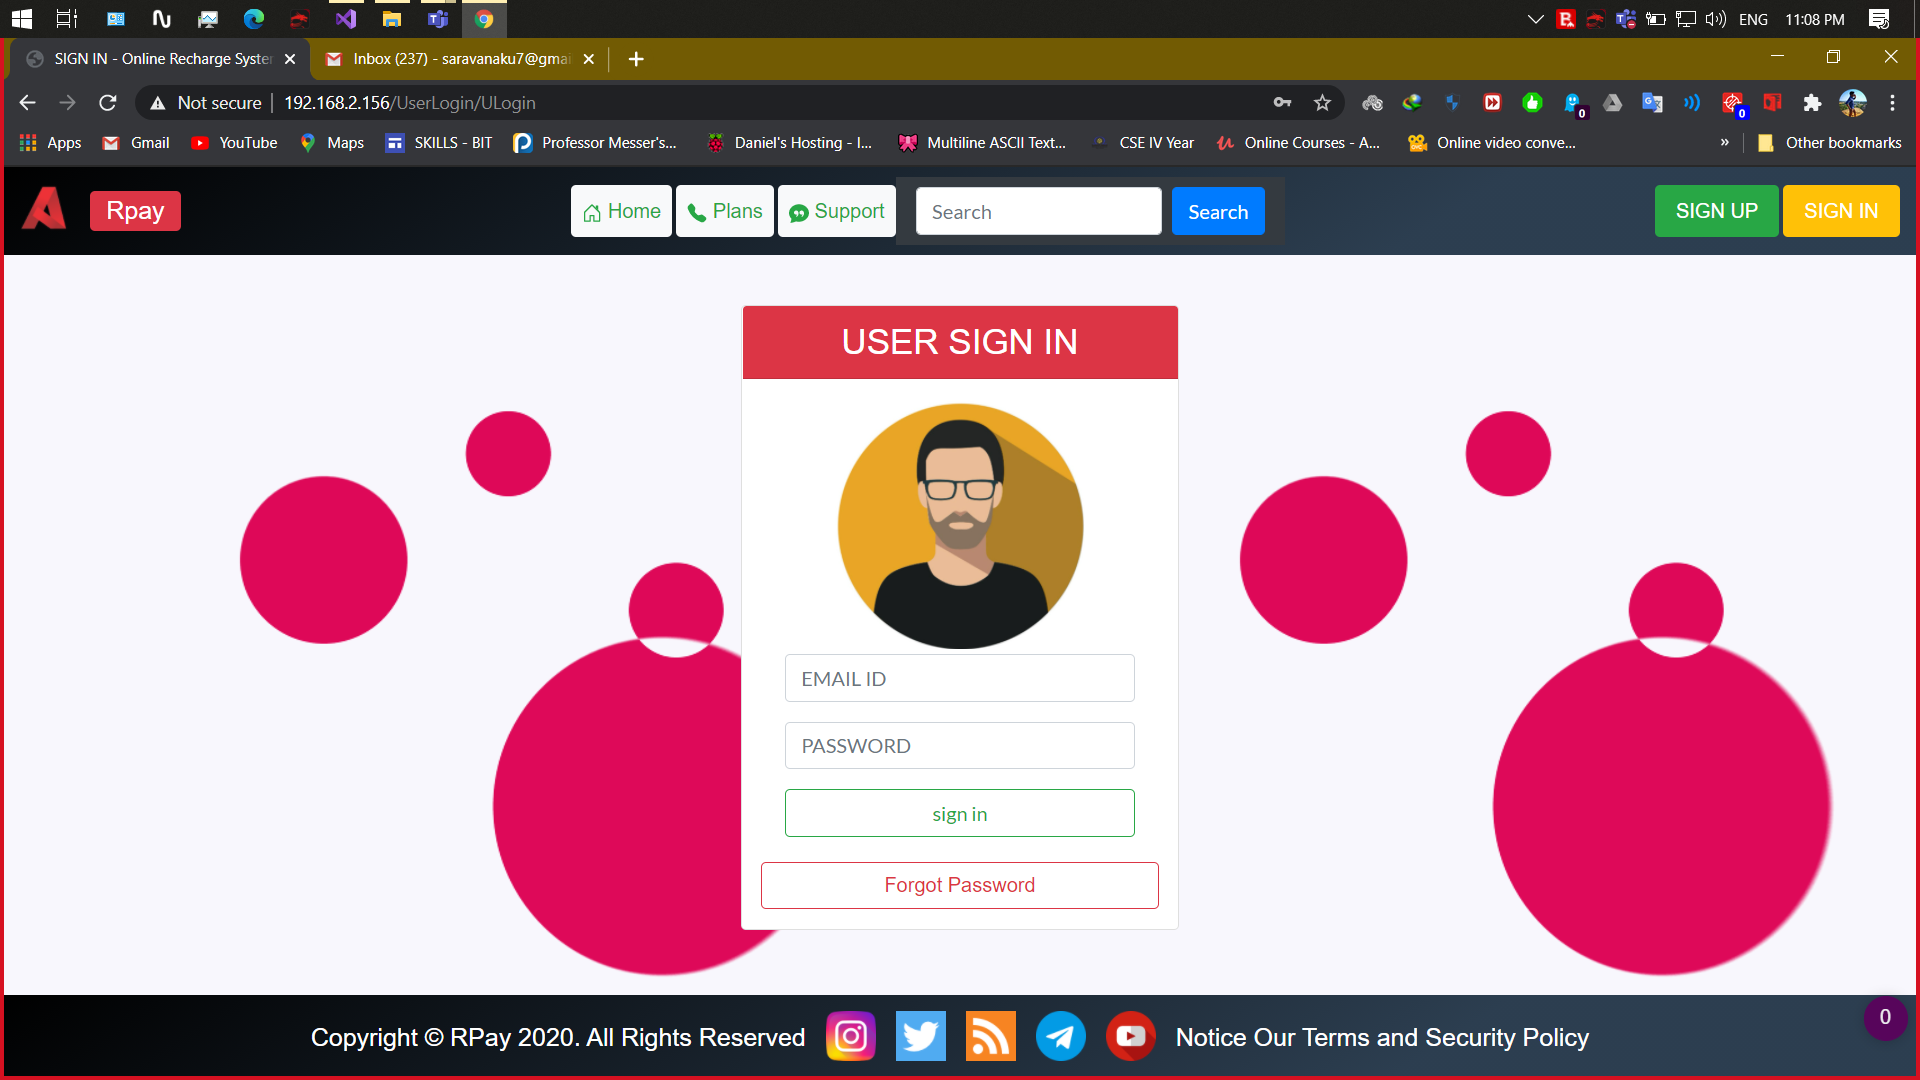 ENG 11:08 PM
SIGN IN - Online Recharge Syster
Inbox (237) - saravanaku7@gmai
Not secure 192.168.2.156/UserLogin/ULogin
0 0
Apps Gmail YouTube Maps SKILLS - BIT Professor Messer's... Daniel's Hosting - I... Multiline ASCII Text... CSE IV Year Online Courses - A... Online video conve... » Other bookmarks
Rpay Home Plans Support Search Search SIGN UP SIGN IN
USER SIGN IN
EMAIL ID
PASSWORD
sign in
Forgot Password
Copyright © RPay 2020. All Rights Reserved Notice Our Terms and Security Policy
0